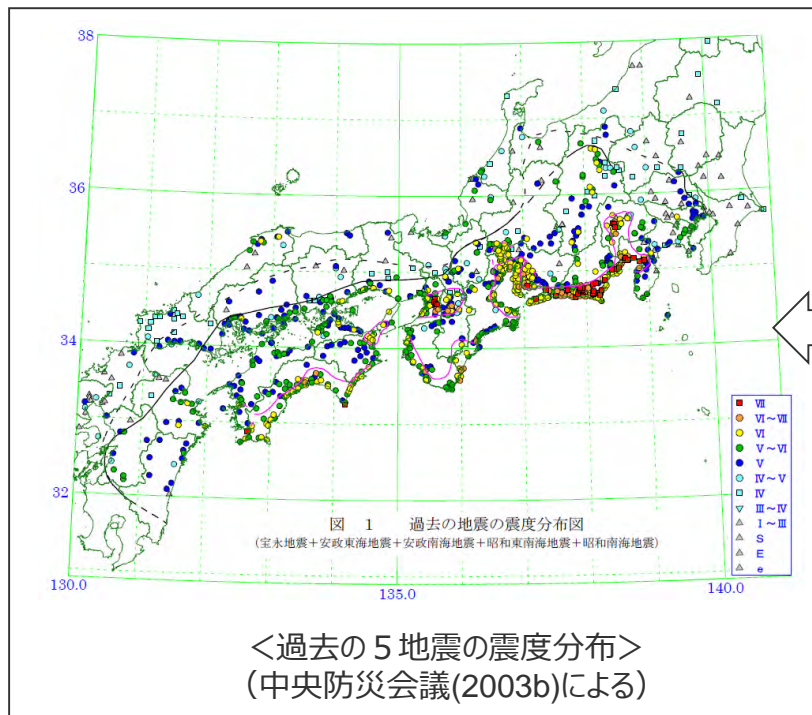 38
36
34
32
130.0
135.0
140.0
Ⅶ
Ⅵ～Ⅶ
Ⅵ
Ⅴ～Ⅵ
Ⅴ
Ⅳ～Ⅴ
Ⅳ
Ⅲ～Ⅳ
Ⅰ～Ⅲ
S
E
e
図 1 過去の地震の震度分布図
(宝永地震＋安政東海地震＋安政南海地震＋昭和東南海地震＋昭和南海地震)
＜過去の５地震の震度分布＞
（中央防災会議(2003b)による）